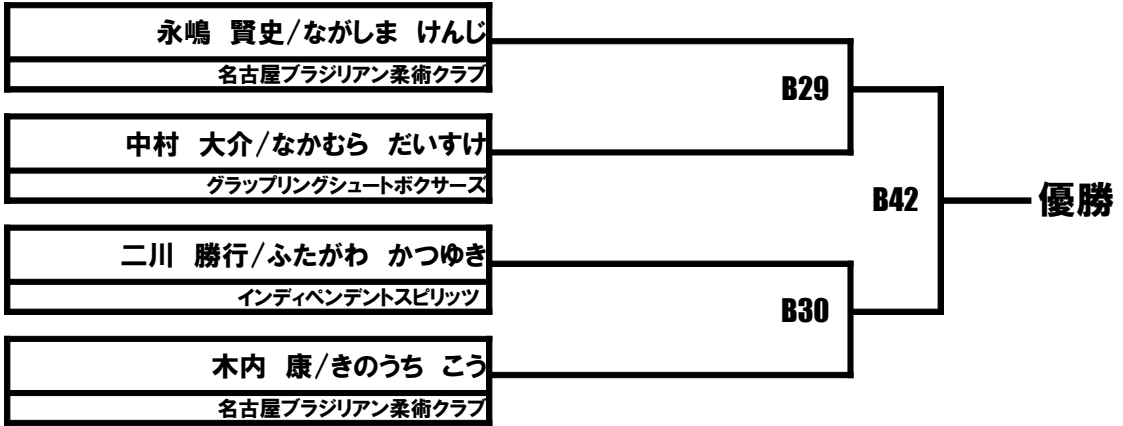 永嶋 賢史/ながしま けんじ
名古屋ブラジリアン柔術クラブ
B29
中村 大介/なかむら だいすけ
グラップリングシュートボクサーズ
B42
優勝
二川 勝行/ふたがわ かつゆき
インディペンデントスピリッツ
B30
木内 康/きのうち こう
名古屋ブラジリアン柔術クラブ